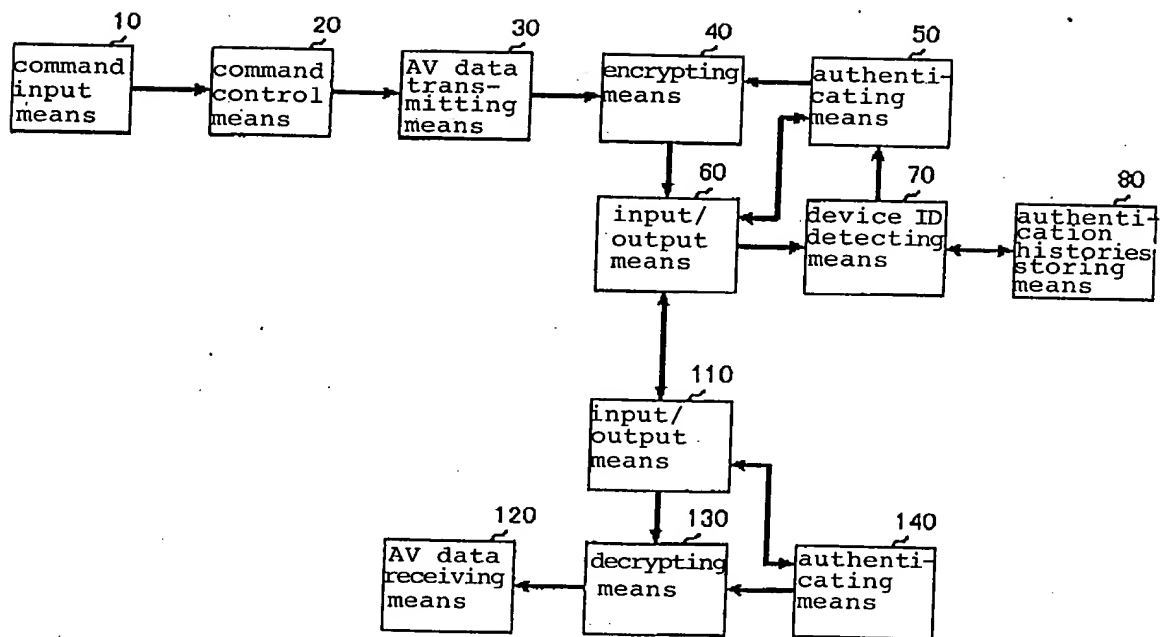 10
command
input
means
20
command
control
means
30
AV data
trans-
mitting
means
40
encrypting
means
50
authenti-
cating
means
60
input/
output
means
70
device ID
detecting
means
80
authenti-
cation
histories
storing
means
110
input/
output
means
120
AV data
receiving
means
130
decrypting
means
140
authenti-
cating
means